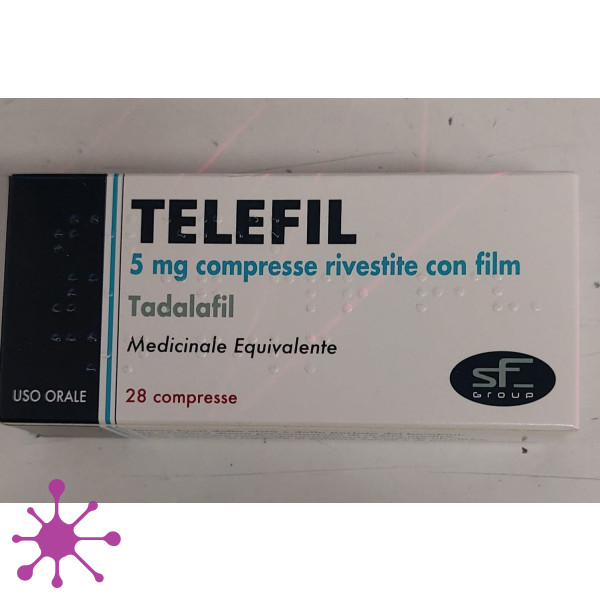 TELEFIL
5 mg compresse rivestite con film
Tadalafil
Medicinale Equivalente
USO ORALE
28 compresse
SF
GROUP